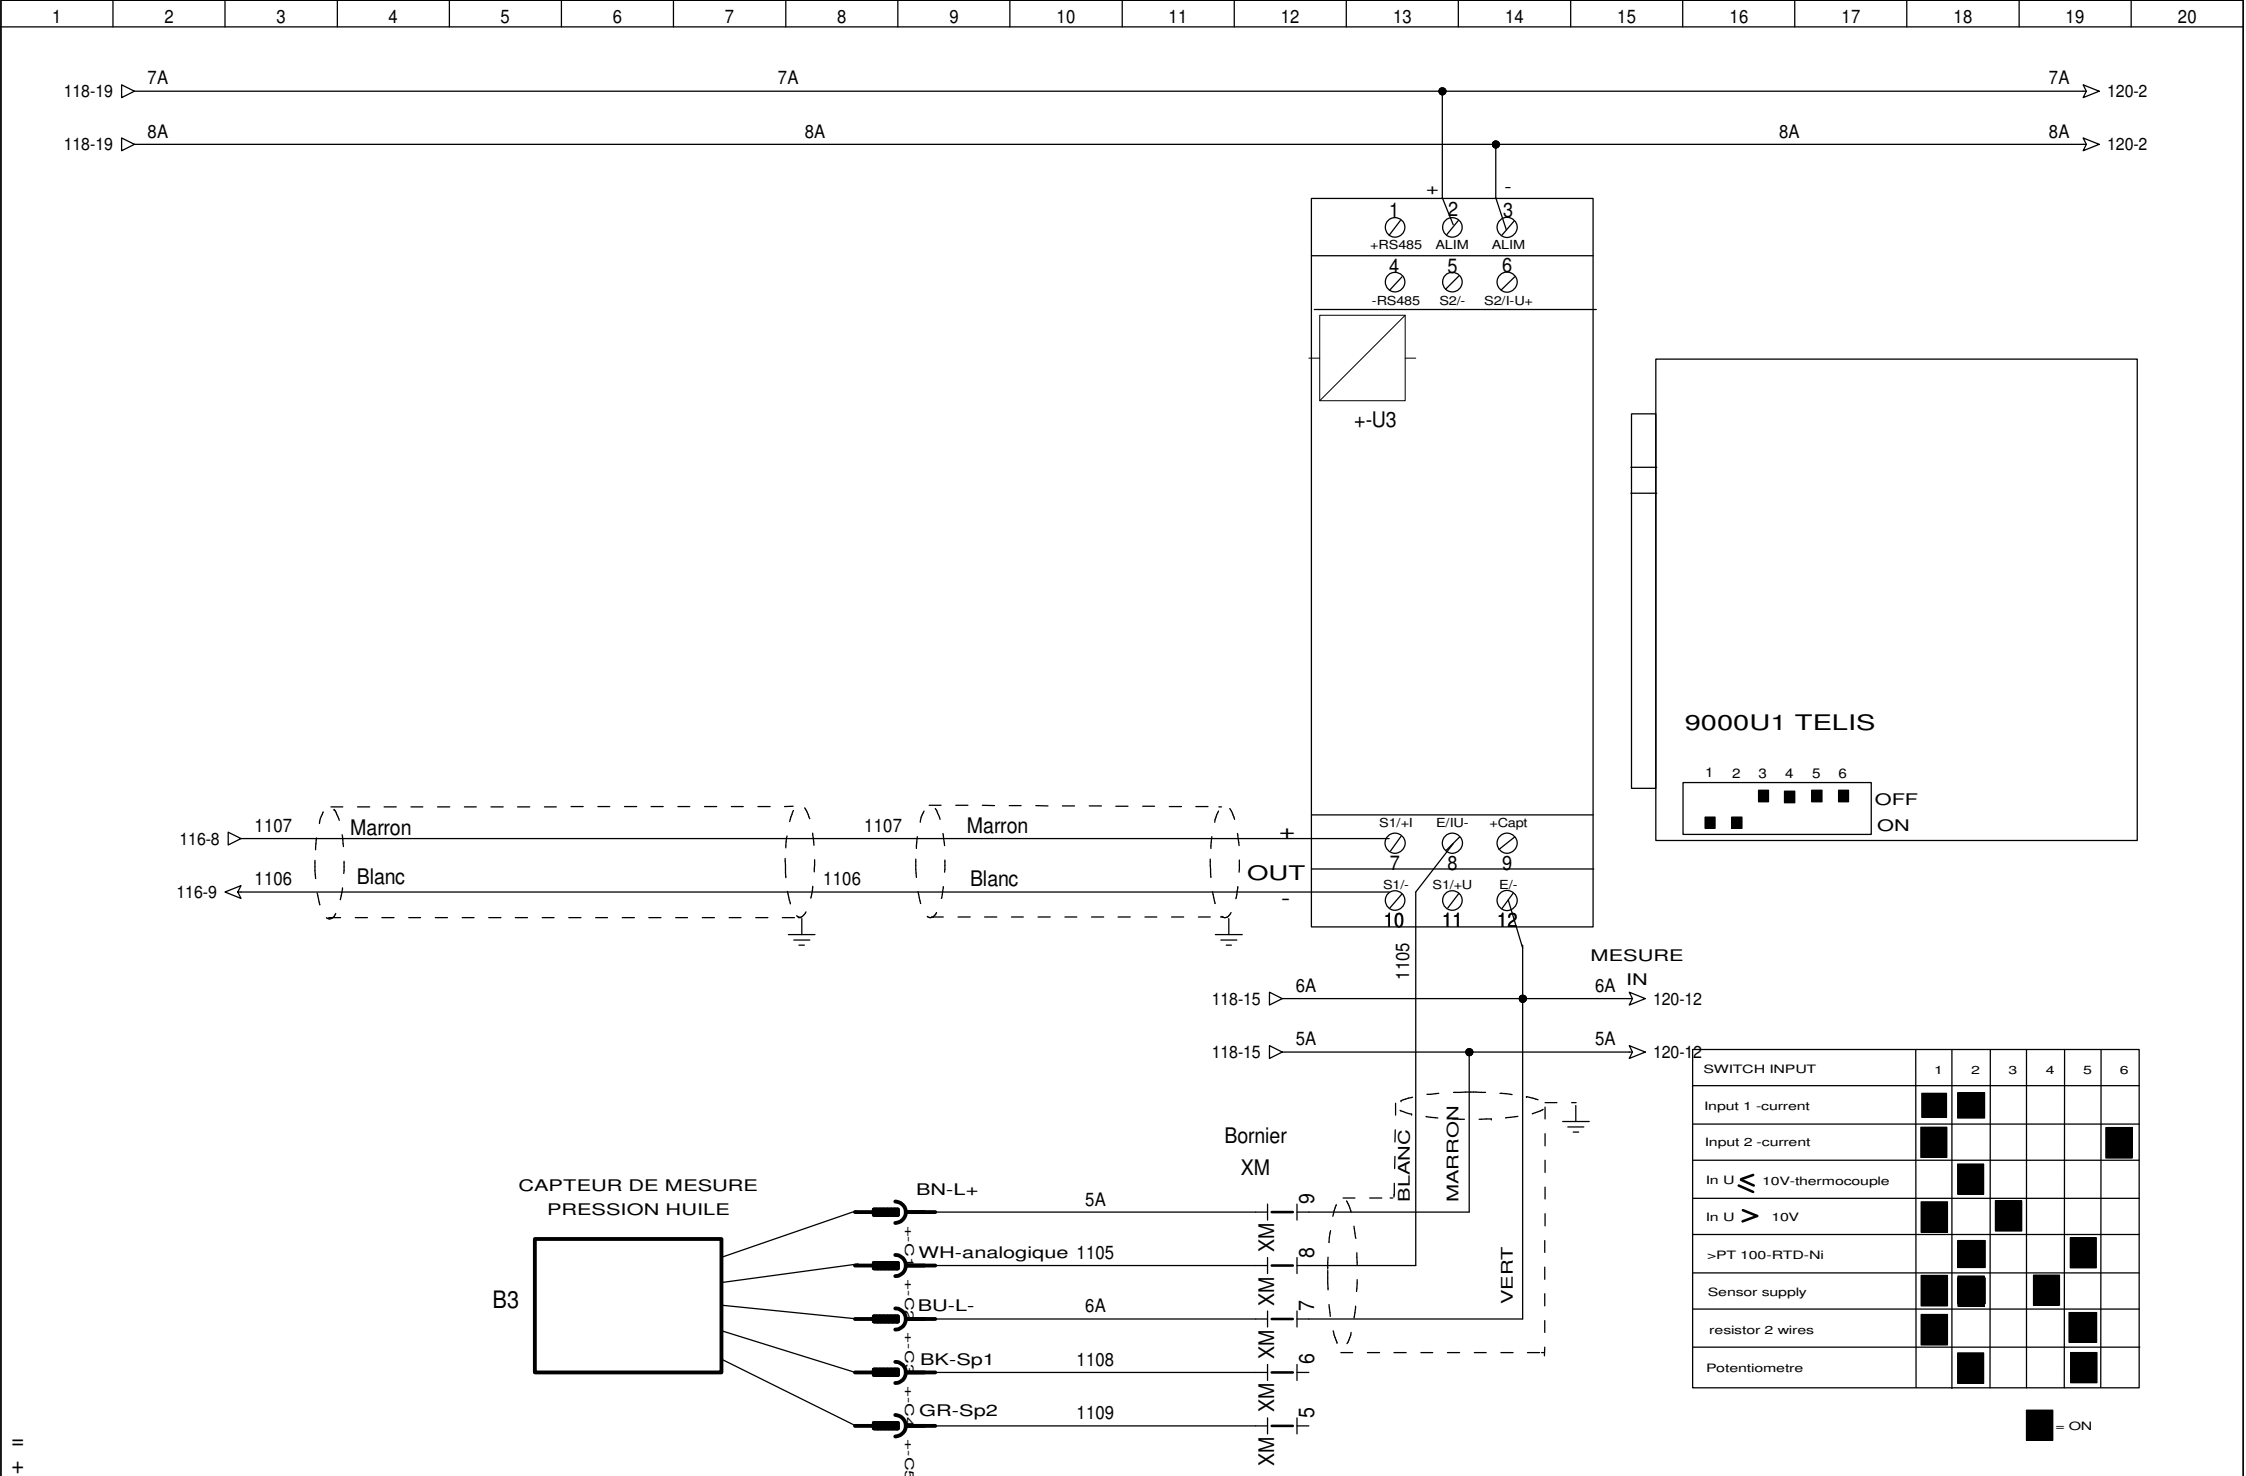 1 2 3 4 5 6 7 8 9 10 11 12 13 14 15 16 17 18 19 20
7A 7A 7A
118-19 120-2
8A 8A 8A 8A
118-19 120-2
+ -
1 2 3
+RS485 ALIM ALIM
4 5 6
-RS485 S2/- S2/I-U+
+-U3
9000U1 TELIS
1 2 3 4 5 6
OFF
ON
1107 Marron 1107 Marron +
116-8
S1/+I E/IU- +Capt
7 8 9
OUT
1106 Blanc 1106 Blanc
116-9
-
S1/- S1/+U E/-
10 11 12
1105
MESURE
IN
118-15 6A 6A 120-12
118-15 5A 5A 120-12
BLANC
MARRON
VERT
Bornier
XM
CAPTEUR DE MESURE
PRESSION HUILE
B3
BN-L+ 5A XM 9
WH-analogique 1105 XM 8
BU-L- 6A XM 7
BK-Sp1 1108 XM 6
GR-Sp2 1109 XM 5
SWITCH INPUT 1 2 3 4 5 6
Input 1 -current
Input 2 -current
In U ≤ 10V-thermocouple
In U > 10V
>PT 100-RTD-Ni
Sensor supply
resistor 2 wires
Potentiometre
= ON
=
+